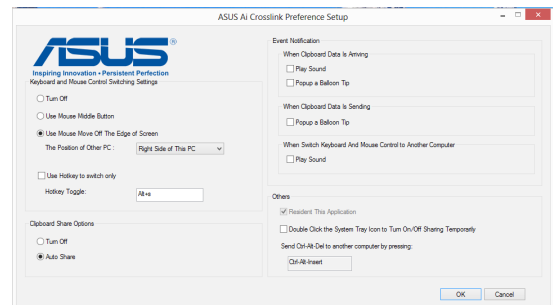 ASUS Ai Crosslink Preference Setup
ASUS®
Inspiring Innovation • Persistent Perfection
Keyboard and Mouse Control Switching Settings
Turn Off
Use Mouse Middle Button
Use Mouse Move Off The Edge of Screen
The Position of Other PC : Right Side of This PC
Use Hotkey to switch only
Hotkey Toggle: Alt+s
Clipboard Share Options
Turn Off
Auto Share
Event Notification
When Clipboard Data Is Arriving
Play Sound
Popup a Balloon Tip
When Clipboard Data Is Sending
Popup a Balloon Tip
When Switch Keyboard And Mouse Control to Another Computer
Play Sound
Others
Resident This Application
Double Click the System Tray Icon to Turn On/Off Sharing Temporarily
Send Ctrl-Alt-Del to another computer by pressing:
Ctrl-Alt-Insert
OK Cancel